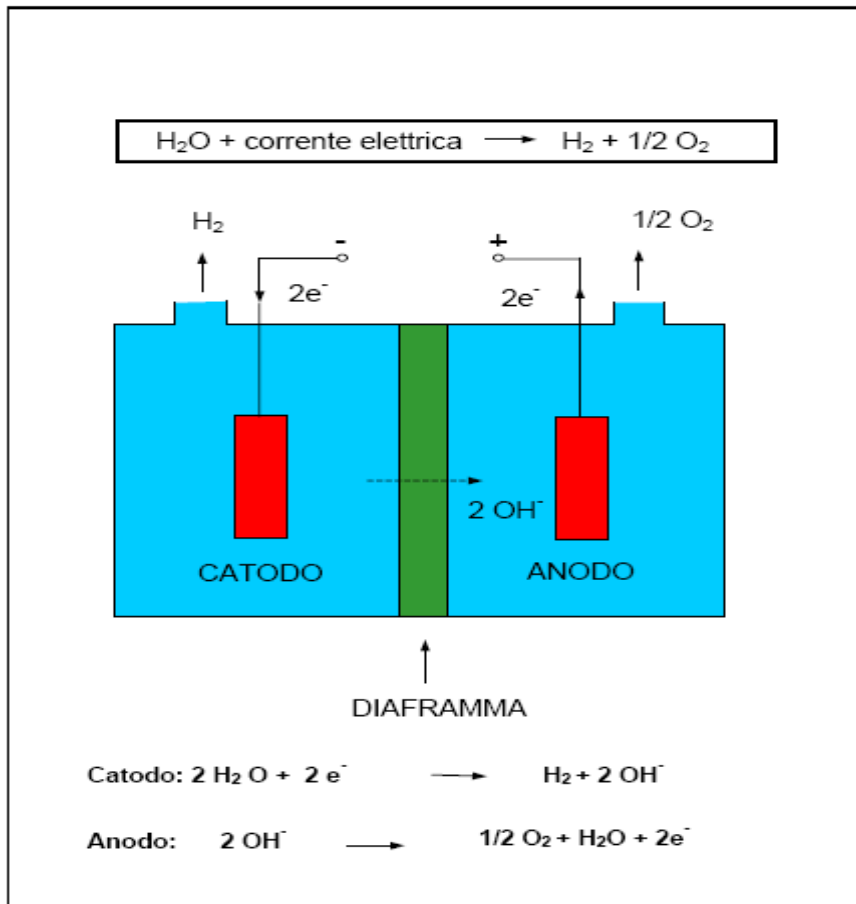 H₂O + corrente elettrica → H₂ + 1/2 O₂
H₂ 1/2 O₂
- +
2e⁻ 2e⁻
2 OH⁻
CATODO ANODO
DIAFRAMMA
Catodo: 2 H₂ O + 2 e⁻ → H₂ + 2 OH⁻
Anodo: 2 OH⁻ → 1/2 O₂ + H₂O + 2e⁻